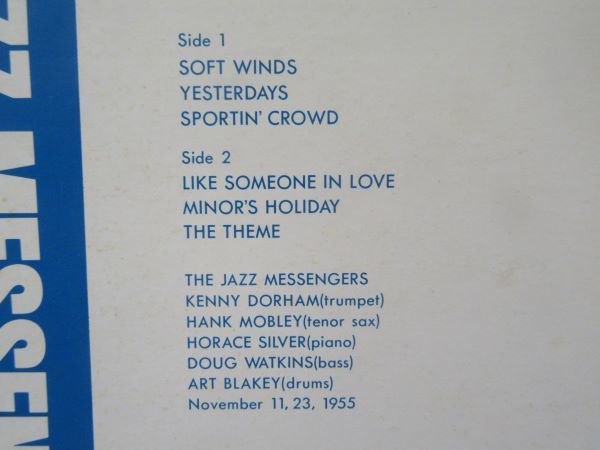 ZZ MESSEN
Side 1
SOFT WINDS
YESTERDAYS
SPORTIN' CROWD
Side 2
LIKE SOMEONE IN LOVE
MINOR'S HOLIDAY
THE THEME
THE JAZZ MESSENGERS
KENNY DORHAM(trumpet)
HANK MOBLEY(tenor sax)
HORACE SILVER(piano)
DOUG WATKINS(bass)
ART BLAKEY(drums)
November 11, 23, 1955